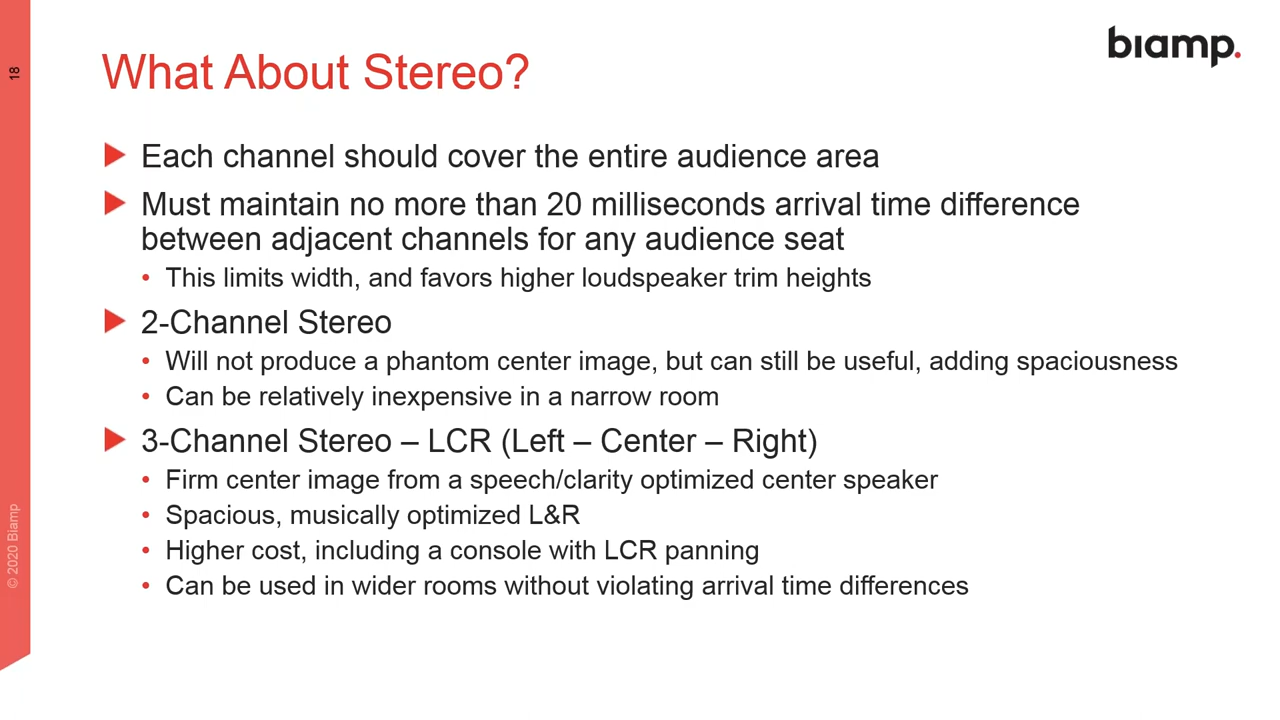 18
biamp.
What About Stereo?
Each channel should cover the entire audience area
Must maintain no more than 20 milliseconds arrival time difference
between adjacent channels for any audience seat
• This limits width, and favors higher loudspeaker trim heights
2-Channel Stereo
• Will not produce a phantom center image, but can still be useful, adding spaciousness
• Can be relatively inexpensive in a narrow room
3-Channel Stereo – LCR (Left – Center – Right)
• Firm center image from a speech/clarity optimized center speaker
• Spacious, musically optimized L&R
• Higher cost, including a console with LCR panning
• Can be used in wider rooms without violating arrival time differences
© 2020 Biamp